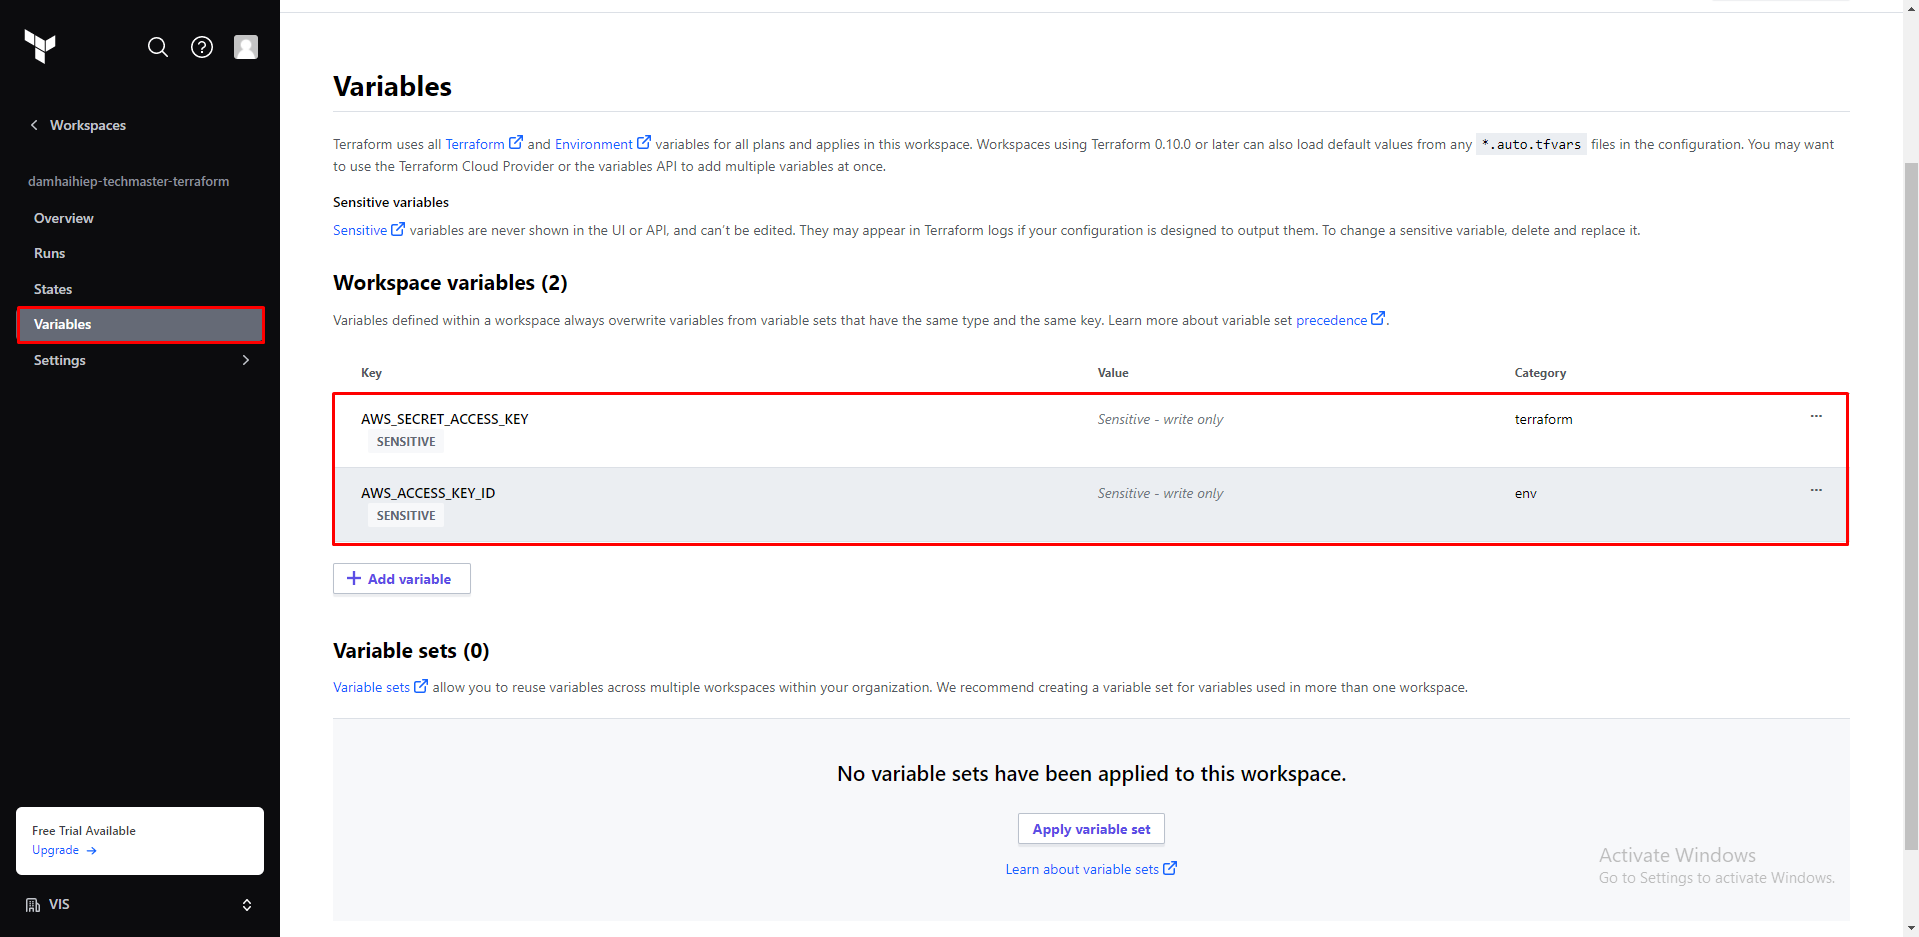 Workspaces
damhaihiep-techmaster-terraform
Overview
Runs
States
Variables
Settings
Free Trial Available
Upgrade →
VIS
Variables
Terraform uses all Terraform and Environment variables for all plans and applies in this workspace. Workspaces using Terraform 0.10.0 or later can also load default values from any *.auto.tfvars files in the configuration. You may want
to use the Terraform Cloud Provider or the variables API to add multiple variables at once.
Sensitive variables
Sensitive variables are never shown in the UI or API, and can't be edited. They may appear in Terraform logs if your configuration is designed to output them. To change a sensitive variable, delete and replace it.
Workspace variables (2)
Variables defined within a workspace always overwrite variables from variable sets that have the same type and the same key. Learn more about variable set precedence.
Key Value Category
AWS_SECRET_ACCESS_KEY Sensitive - write only terraform ...
SENSITIVE
AWS_ACCESS_KEY_ID Sensitive - write only env ...
SENSITIVE
+ Add variable
Variable sets (0)
Variable sets allow you to reuse variables across multiple workspaces within your organization. We recommend creating a variable set for variables used in more than one workspace.
No variable sets have been applied to this workspace.
Apply variable set
Learn about variable sets
Activate Windows
Go to Settings to activate Windows.